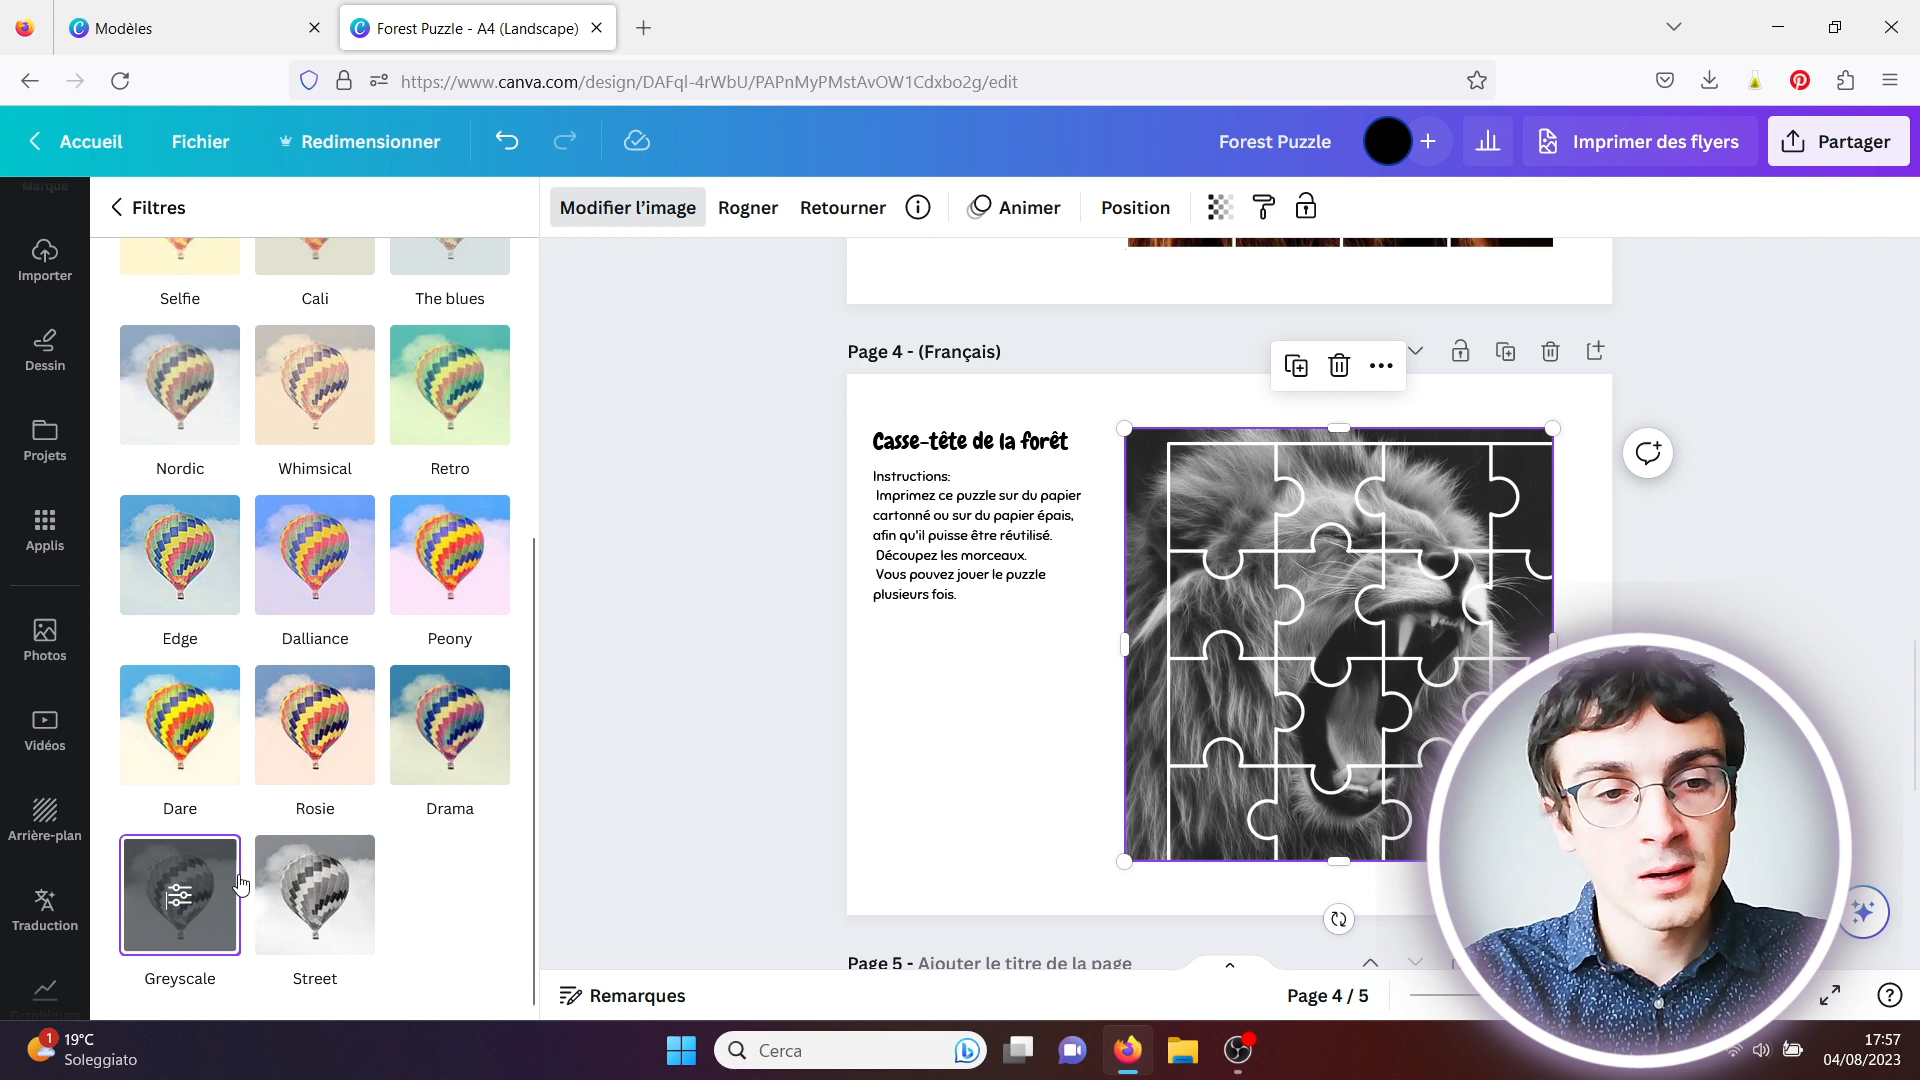 Modèles
Forest Puzzle - A4 (Landscape)
https://www.canva.com/design/DAFql-4rWbU/PAPnMyPMstAvOW1Cdxbo2g/edit
Accueil
Fichier
Redimensionner
Forest Puzzle
Imprimer des flyers
Partager
Marque
Importer
Dessin
Projets
Applis
Photos
Vidéos
Arrière-plan
Traduction
Graphiques
Filtres
Modifier l’image
Rogner
Retourner
Animer
Position
Selfie
Cali
The blues
Nordic
Whimsical
Retro
Edge
Dalliance
Peony
Dare
Rosie
Drama
Greyscale
Street
Page 4 - (Français)
Casse-tête de la forêt
Instructions:
Imprimez ce puzzle sur du papier
cartonné ou sur du papier épais,
afin qu'il puisse être réutilisé.
Découpez les morceaux.
Vous pouvez jouer le puzzle
plusieurs fois.
Page 5 - Ajouter le titre de la page
Remarques
Page 4 / 5
1
19°C
Soleggiato
Cerca
17:57
04/08/2023